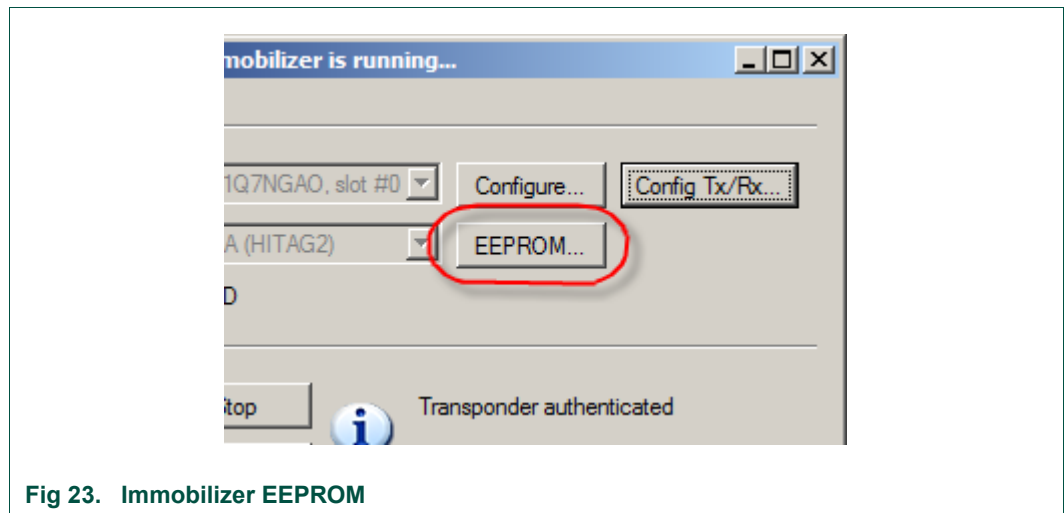 mobilizer is running...
1Q7NGAO, slot #0 Configure... Config Tx/Rx...
A (HITAG2) EEPROM...
D
Stop Transponder authenticated
Fig 23. Immobilizer EEPROM